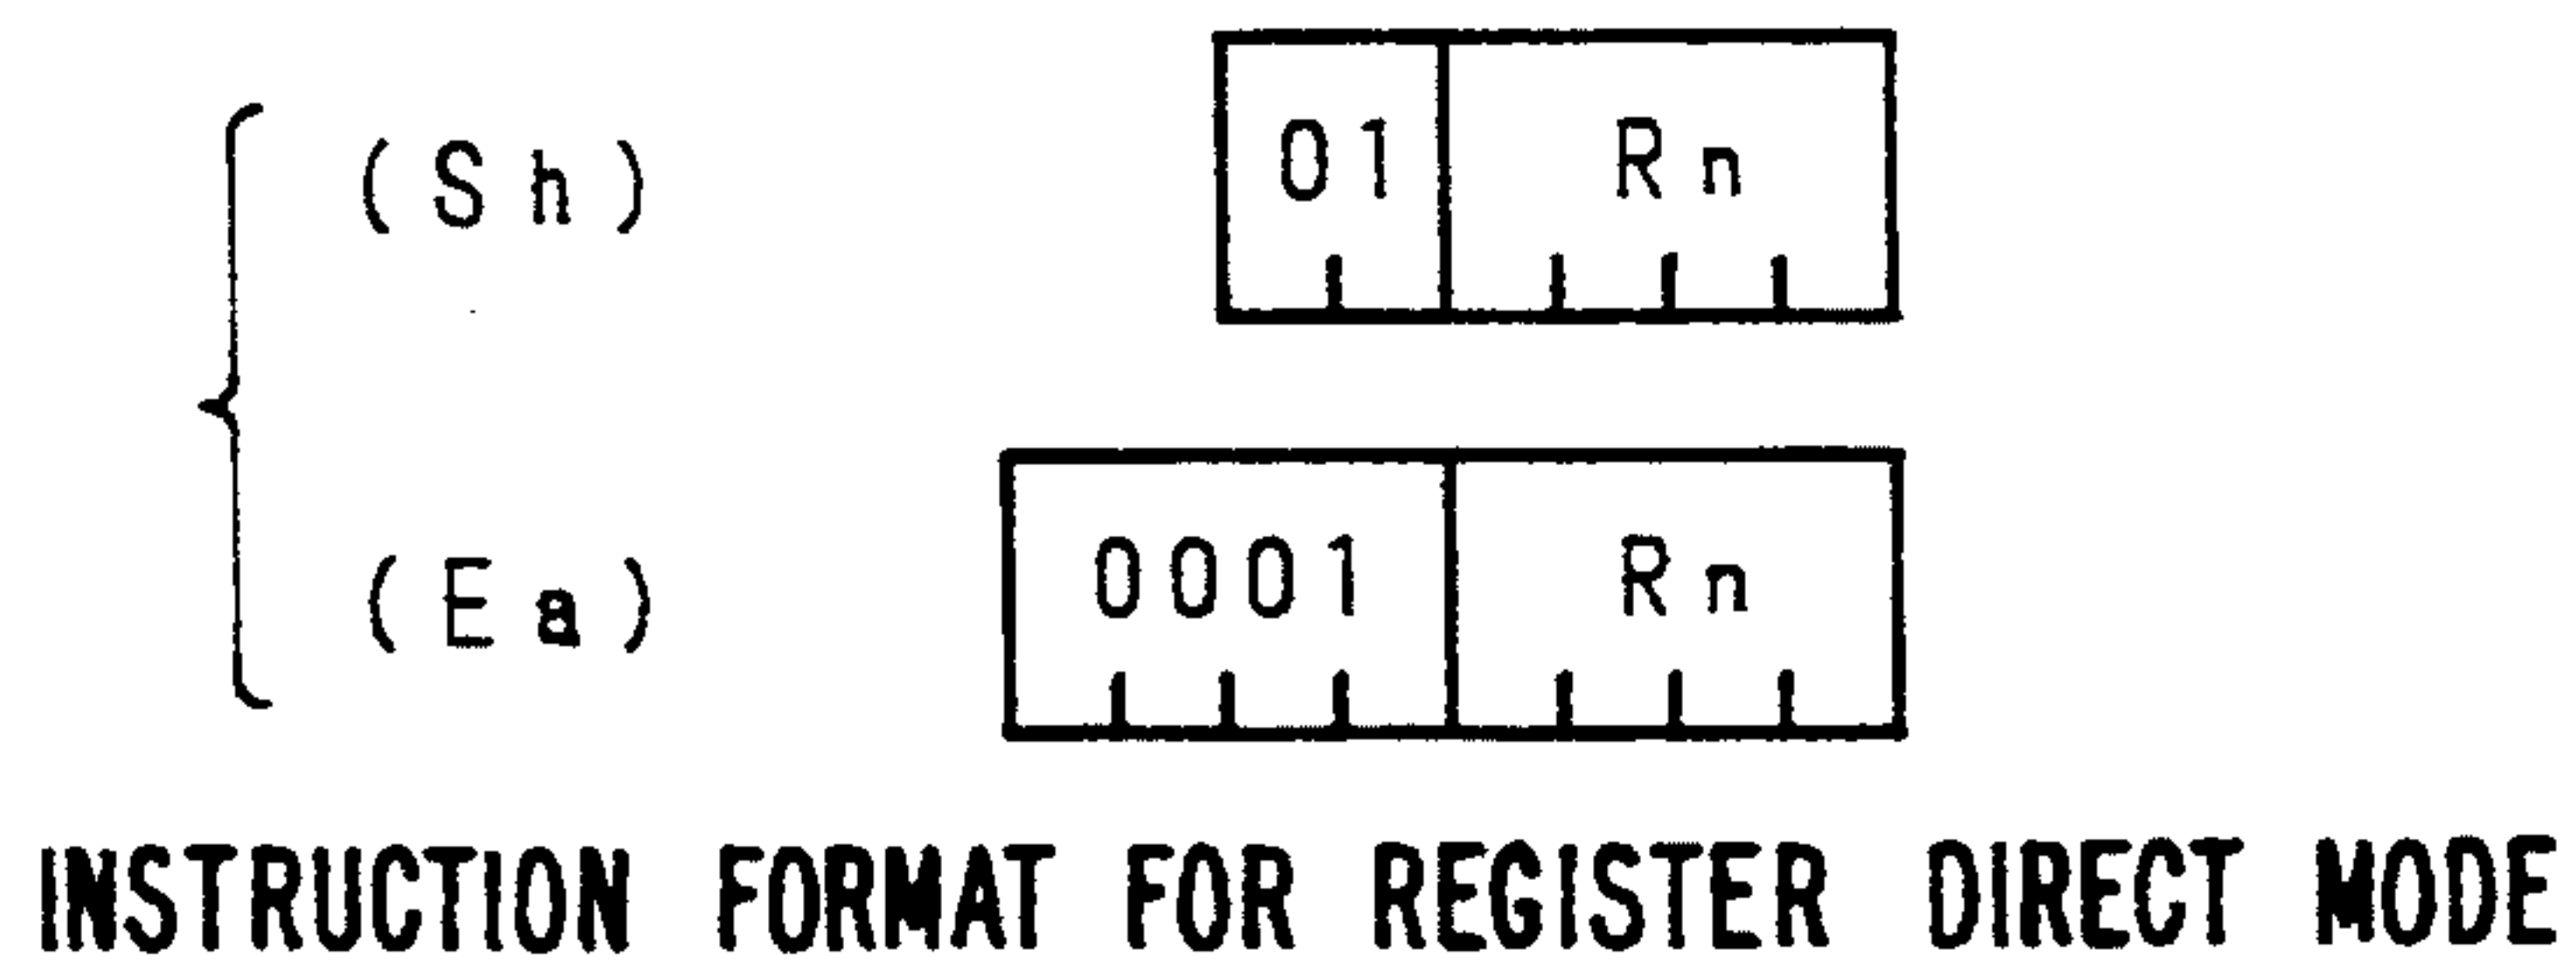 (Sh) 01 Rn
(Ea) 0001 Rn
INSTRUCTION FORMAT FOR REGISTER DIRECT MODE